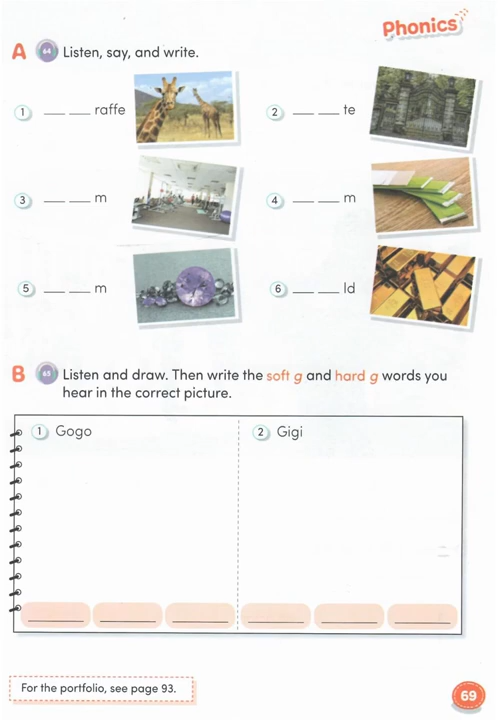 Phonics
A 64 Listen, say, and write.
1 __ __ raffe
2 __ __ te
3 __ __ m
4 __ __ m
5 __ __ m
6 __ __ ld
B 65 Listen and draw. Then write the soft g and hard g words you
hear in the correct picture.
1 Gogo
2 Gigi
For the portfolio, see page 93.
69